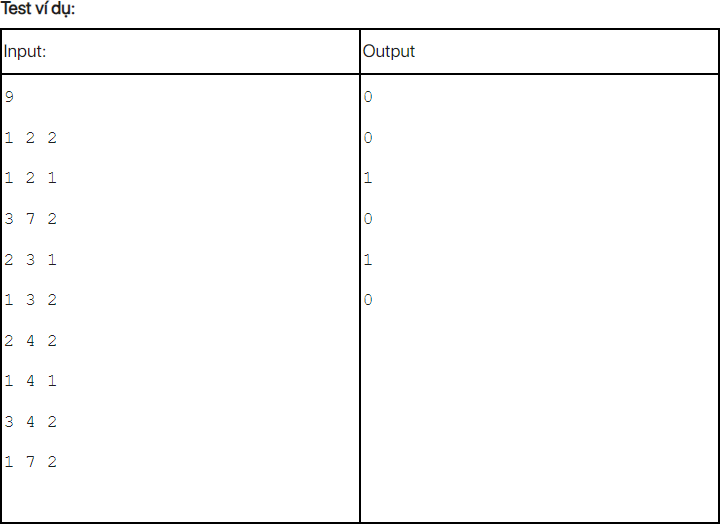 Test ví dụ:
Input: Output
9 0
1 2 2 0
1 2 1 1
3 7 2 0
2 3 1 1
1 3 2 0
2 4 2
1 4 1
3 4 2
1 7 2